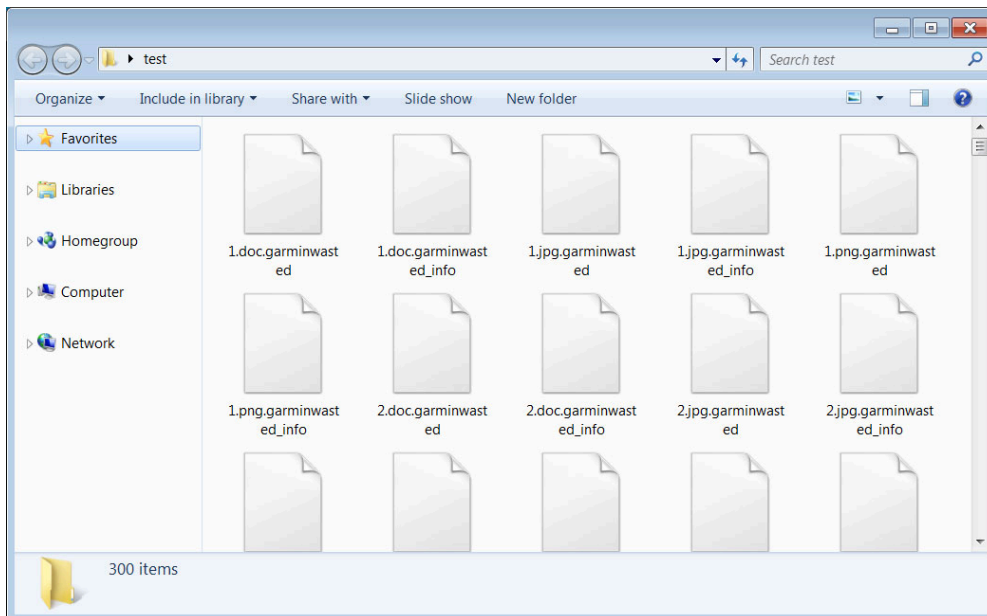 test
Search test
Organize
Include in library
Share with
Slide show
New folder
Favorites
Libraries
Homegroup
Computer
Network
1.doc.garminwast
ed
1.doc.garminwast
ed_info
1.jpg.garminwast
ed
1.jpg.garminwast
ed_info
1.png.garminwast
ed
1.png.garminwast
ed_info
2.doc.garminwast
ed
2.doc.garminwast
ed_info
2.jpg.garminwast
ed
2.jpg.garminwast
ed_info
300 items